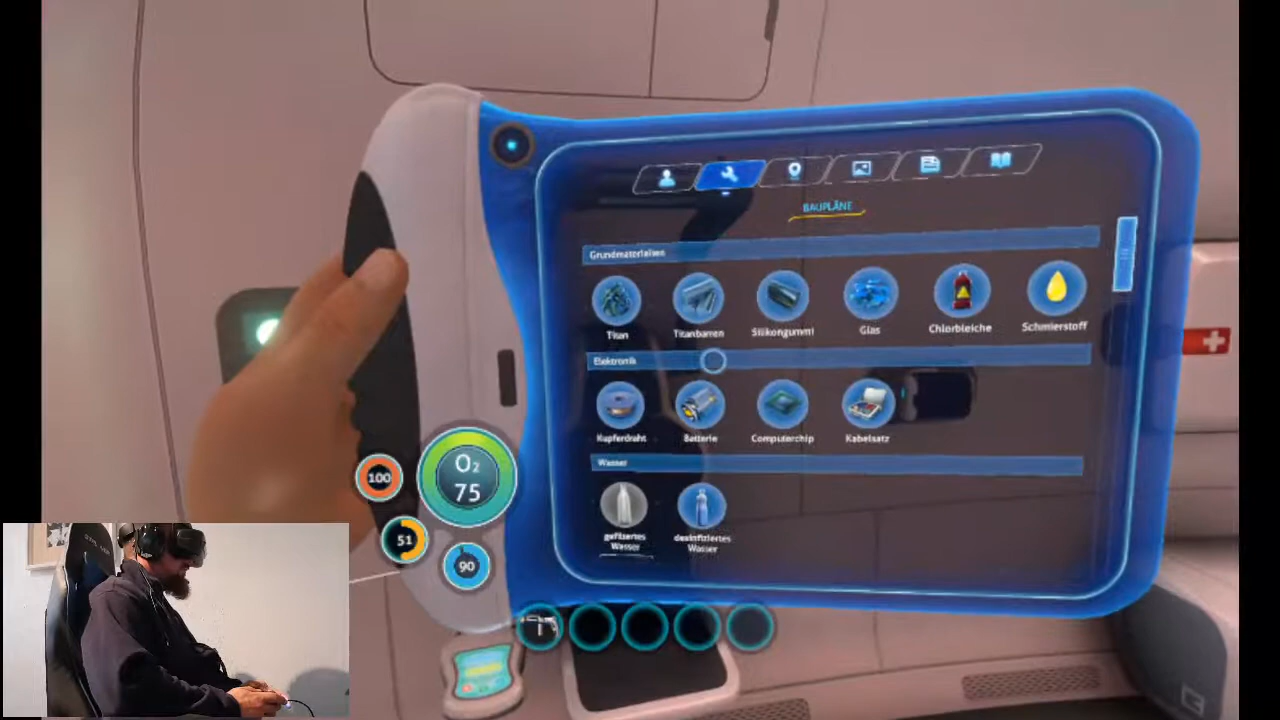 BAUPLÄNE
Grundmaterialien
Titan Titanbarren Silikongummi Glas Chlorbleiche Schmierstoff
Elektronik
Kupferdraht Batterie Computerchip Kabelsatz
Wasser
gefiltertes Wasser
desinfiziertes Wasser
O₂
75
100
51
90